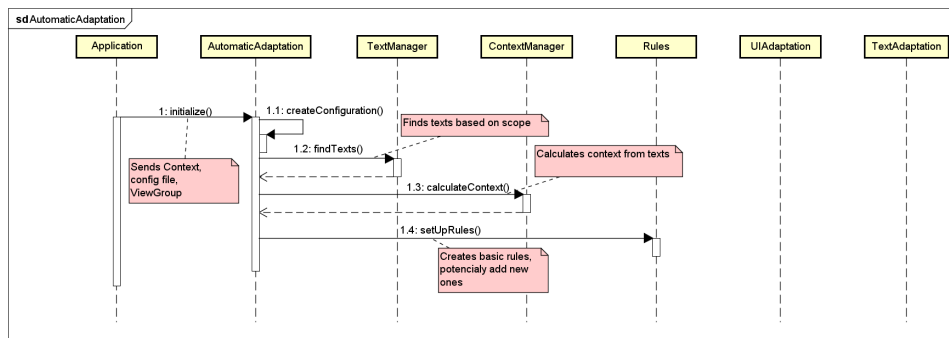 sd AutomaticAdaptation
Application
AutomaticAdaptation
TextManager
ContextManager
Rules
UIAdaptation
TextAdaptation
1: initialize()
1.1: createConfiguration()
Finds texts based on scope
1.2: findTexts()
Calculates context from texts
Sends Context,
config file,
ViewGroup
1.3: calculateContext()
1.4: setUpRules()
Creates basic rules,
potencialy add new
ones